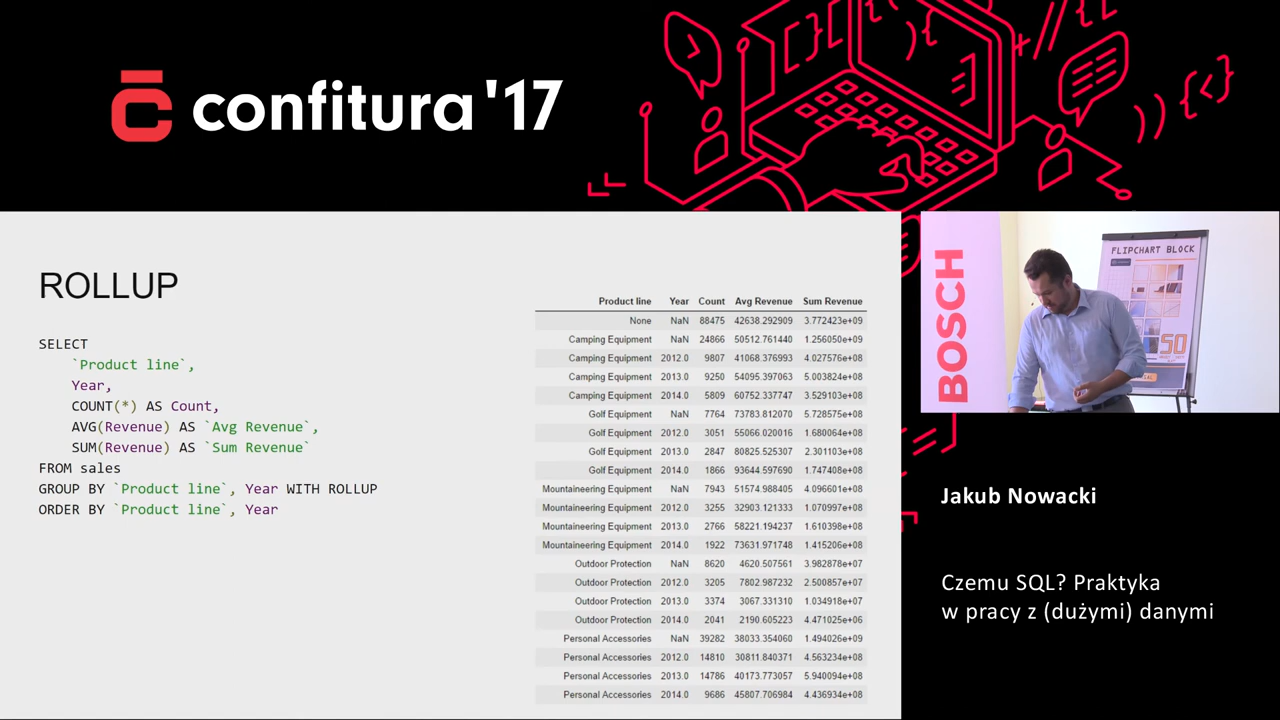 confitura '17
ROLLUP
SELECT
`Product line`,
Year,
COUNT(*) AS Count,
AVG(Revenue) AS `Avg Revenue`,
SUM(Revenue) AS `Sum Revenue`
FROM sales
GROUP BY `Product line`, Year WITH ROLLUP
ORDER BY `Product line`, Year
Product line Year Count Avg Revenue Sum Revenue
None NaN 88475 42638.292909 3.772423e+09
Camping Equipment NaN 24866 50512.761440 1.256050e+09
Camping Equipment 2012.0 9807 41068.376993 4.027576e+08
Camping Equipment 2013.0 9250 54095.397063 5.003824e+08
Camping Equipment 2014.0 5809 60752.337747 3.529103e+08
Golf Equipment NaN 7764 73783.812070 5.728575e+08
Golf Equipment 2012.0 3051 55066.020016 1.680064e+08
Golf Equipment 2013.0 2847 80825.525307 2.301103e+08
Golf Equipment 2014.0 1866 93644.597690 1.747408e+08
Mountaineering Equipment NaN 7943 51574.988405 4.096601e+08
Mountaineering Equipment 2012.0 3255 32903.121333 1.070997e+08
Mountaineering Equipment 2013.0 2766 58221.194237 1.610398e+08
Mountaineering Equipment 2014.0 1922 73631.971748 1.415206e+08
Outdoor Protection NaN 8620 4620.507561 3.982878e+07
Outdoor Protection 2012.0 3205 7802.987232 2.500857e+07
Outdoor Protection 2013.0 3374 3067.331310 1.034918e+07
Outdoor Protection 2014.0 2041 2190.605223 4.471025e+06
Personal Accessories NaN 39282 38033.354060 1.494026e+09
Personal Accessories 2012.0 14810 30811.840371 4.563234e+08
Personal Accessories 2013.0 14786 40173.773057 5.940094e+08
Personal Accessories 2014.0 9686 45807.706984 4.436934e+08
BOSCH
FLIPCHART BLOCK
50
Jakub Nowacki
Czemu SQL? Praktyka
w pracy z (dużymi) danymi